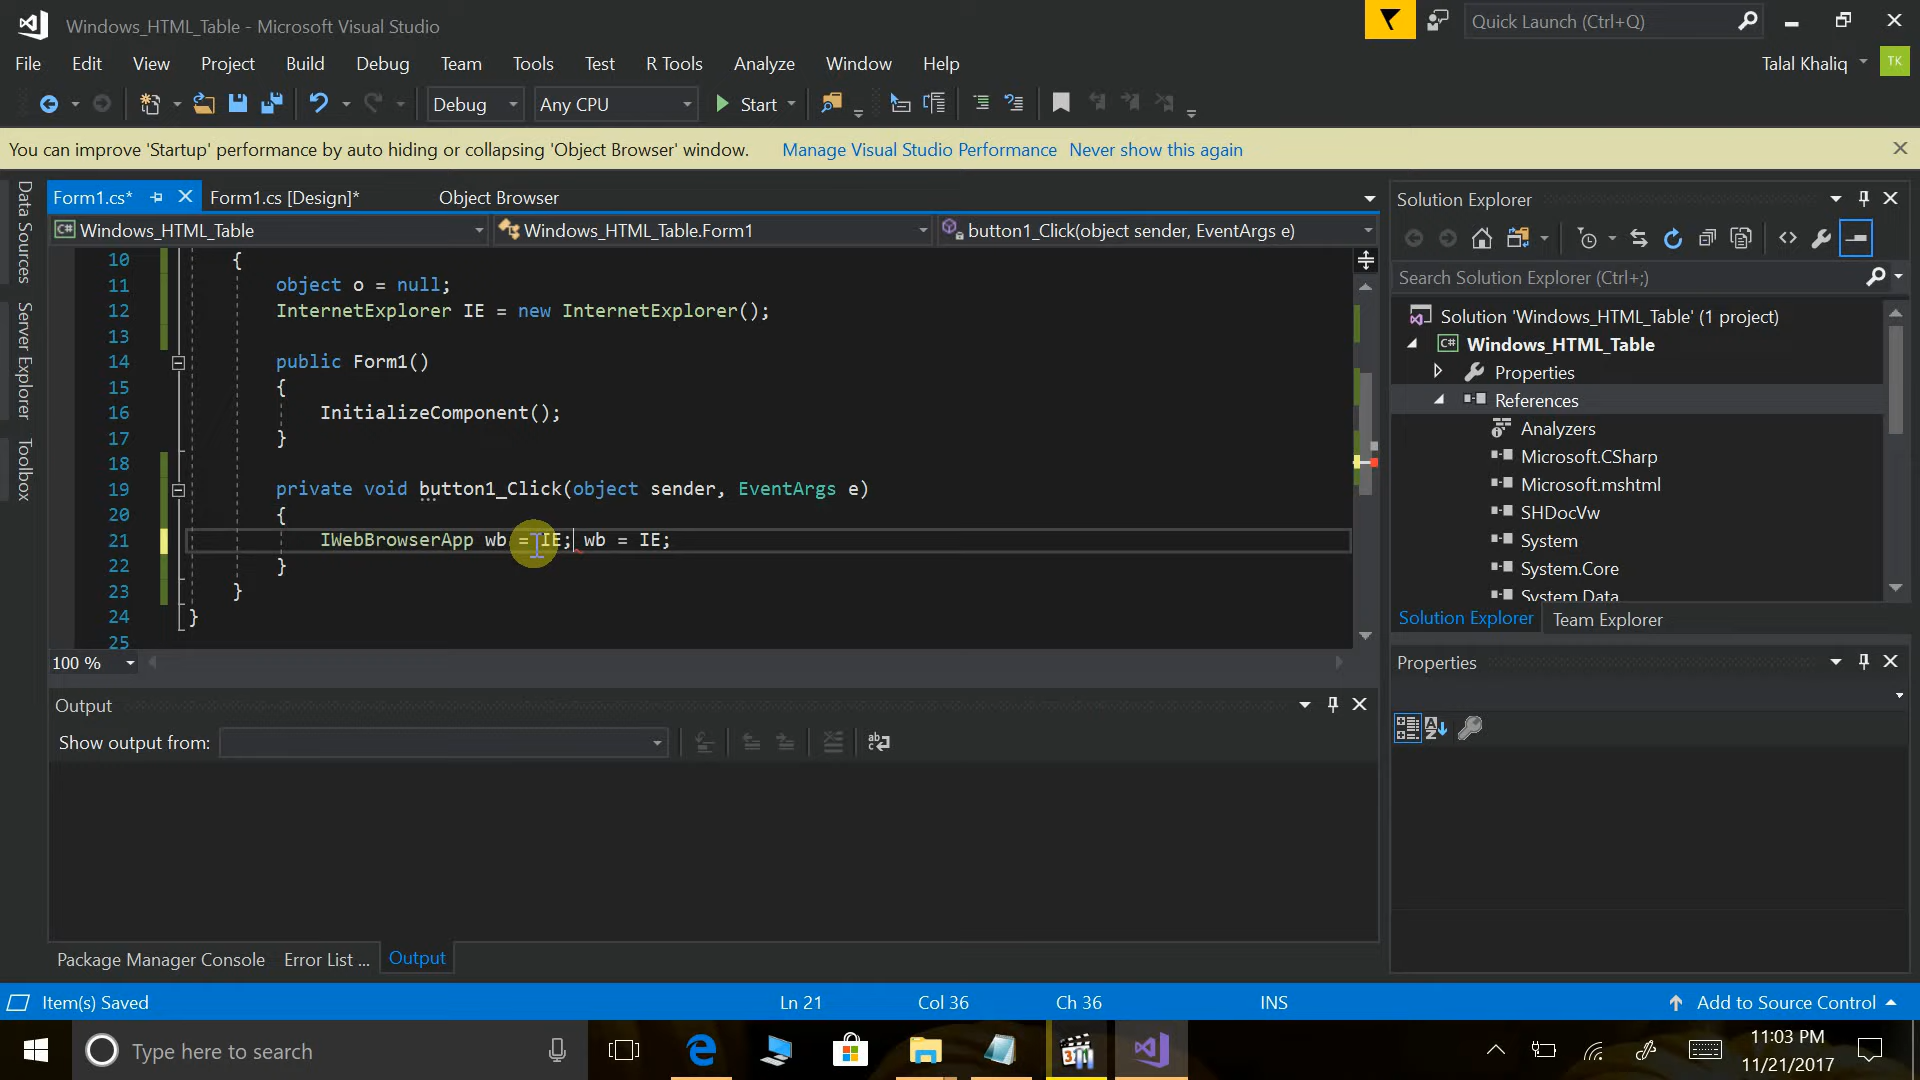 Windows_HTML_Table - Microsoft Visual Studio
Quick Launch (Ctrl+Q)
File Edit View Project Build Debug Team Tools Test R Tools Analyze Window Help
Talal Khaliq TK
Debug Any CPU Start
You can improve 'Startup' performance by auto hiding or collapsing 'Object Browser' window. Manage Visual Studio Performance Never show this again
Data Sources
Server Explorer
Toolbox
Form1.cs* Form1.cs [Design]* Object Browser
C# Windows_HTML_Table Windows_HTML_Table.Form1 button1_Click(object sender, EventArgs e)
10 {
11 object o = null;
12 InternetExplorer IE = new InternetExplorer();
13
14 public Form1()
15 {
16 InitializeComponent();
17 }
18
19 private void button1_Click(object sender, EventArgs e)
20 {
21 IWebBrowserApp wb = IE; wb = IE;
22 }
23 }
24 }
25
100 %
Output
Show output from:
Package Manager Console Error List ... Output
Solution Explorer
Search Solution Explorer (Ctrl+;)
Solution 'Windows_HTML_Table' (1 project)
C# Windows_HTML_Table
Properties
References
Analyzers
Microsoft.CSharp
Microsoft.mshtml
SHDocVw
System
System.Core
System.Data
Solution Explorer Team Explorer
Properties
Item(s) Saved Ln 21 Col 36 Ch 36 INS Add to Source Control
Type here to search
11:03 PM
11/21/2017